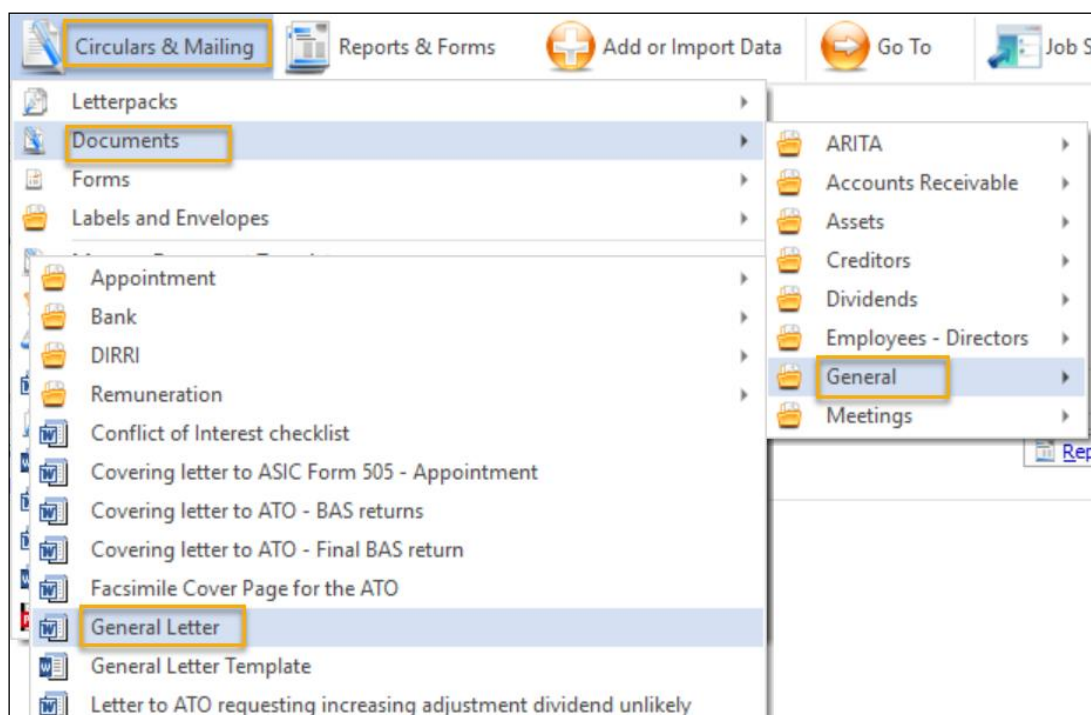 Circulars & Mailing
Reports & Forms
Add or Import Data
Go To
Job S
Letterpacks
Documents
Forms
Labels and Envelopes
ARITA
Accounts Receivable
Assets
Creditors
Dividends
Employees - Directors
General
Meetings
Rep
Appointment
Bank
DIRRI
Remuneration
Conflict of Interest checklist
Covering letter to ASIC Form 505 - Appointment
Covering letter to ATO - BAS returns
Covering letter to ATO - Final BAS return
Facsimile Cover Page for the ATO
General Letter
General Letter Template
Letter to ATO requesting increasing adjustment dividend unlikely